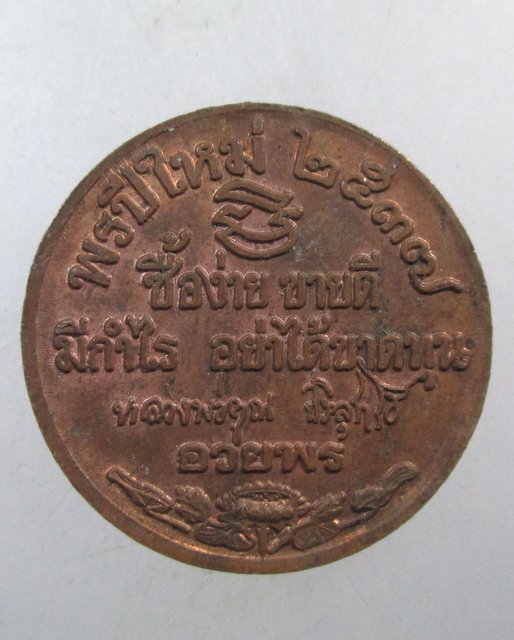 พรปีใหม่ ๒๕๓๗
ซื้อง่าย ขายดี
มีกำไร อย่าได้ขาดทุน
หลวงพ่อคูณ ปริสุทโธ
อวยพร